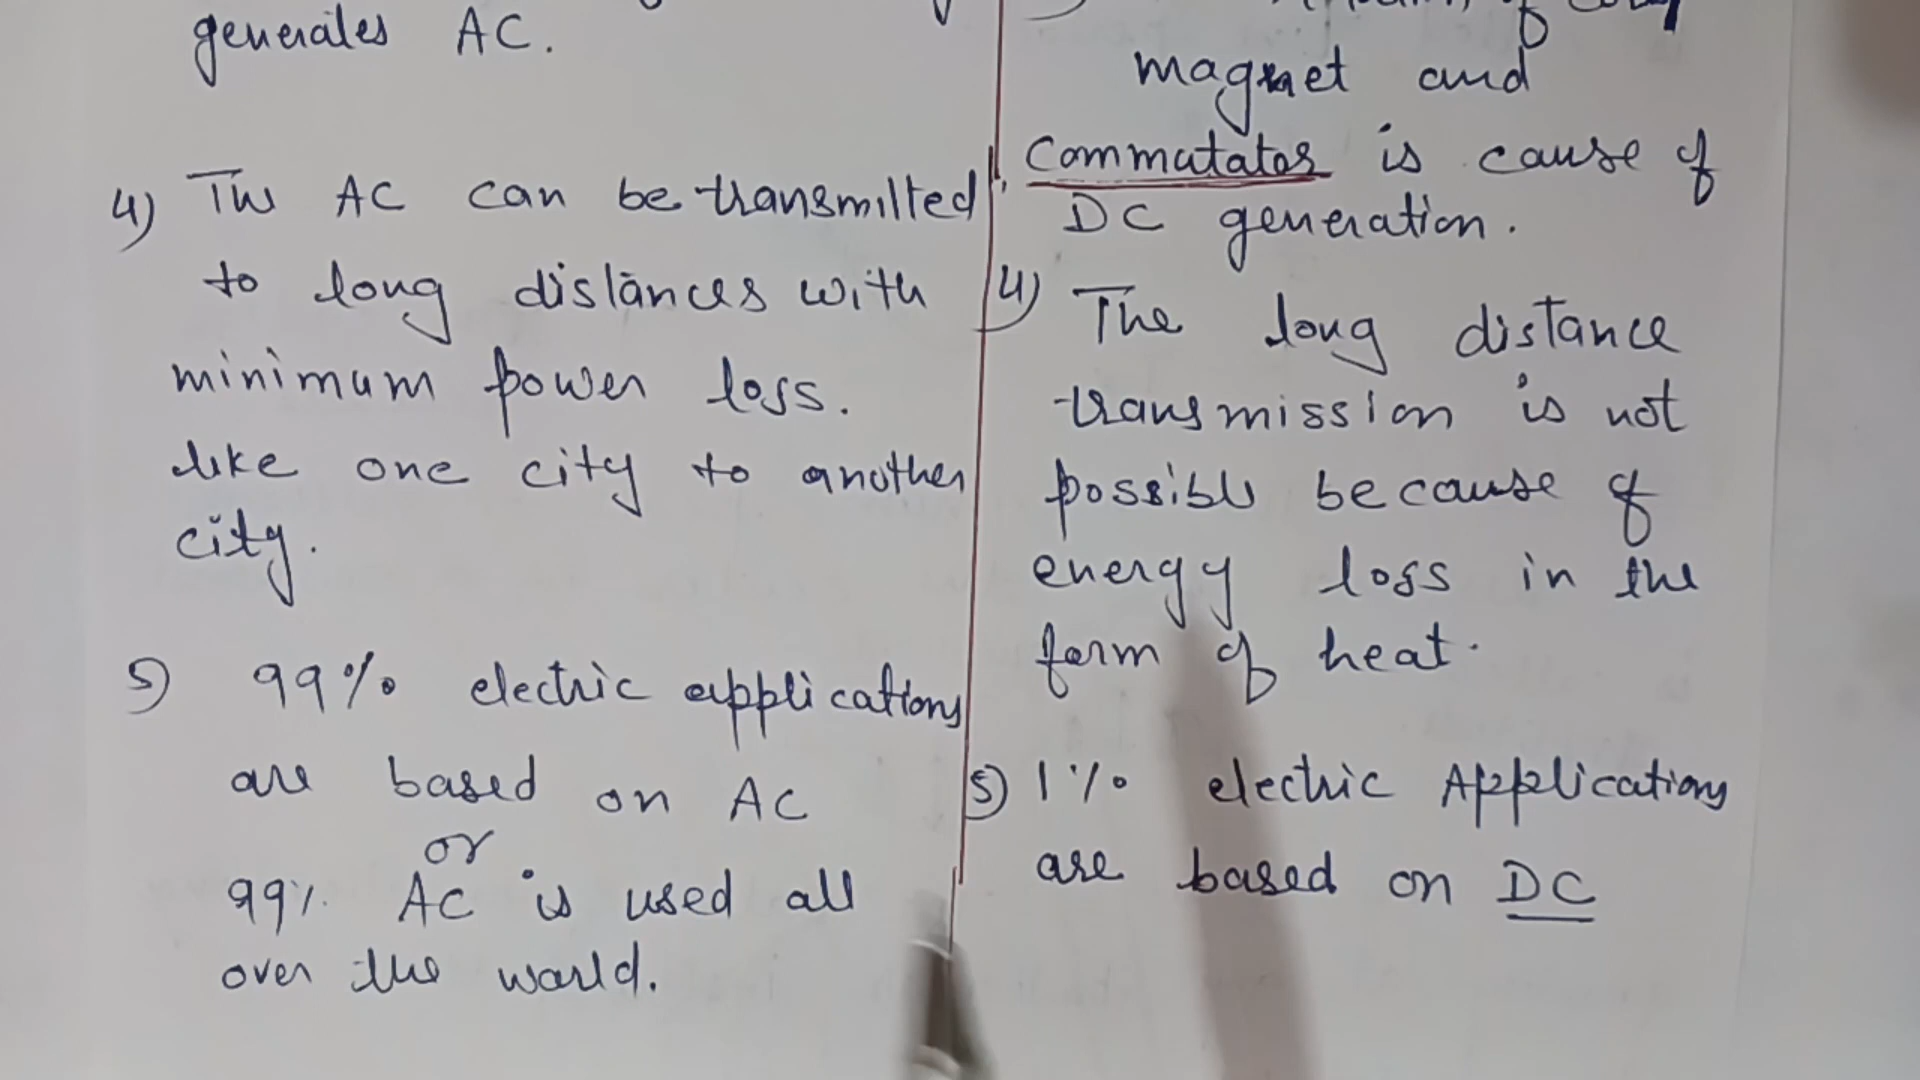 generates AC.
4) The AC can be transmitted
to long distances with
minimum power loss.
like one city to another
city.
5) 99% electric applications
are based on AC
or
99% AC is used all
over the world.
of
magnet and
Commutator is cause of
DC generation.
4) The long distance
transmission is not
possible because of
energy loss in the
form of heat.
5) 1% electric Applications
are based on DC